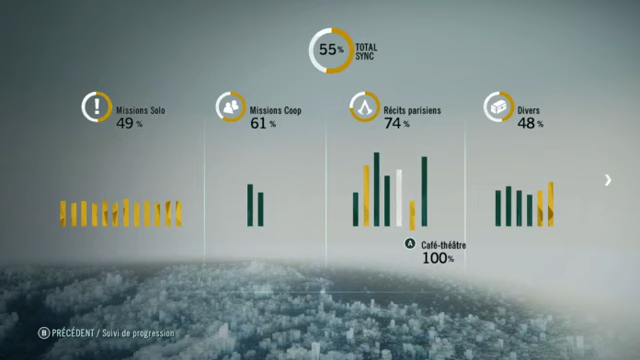 55%
TOTAL
SYNC
Missions Solo
49 %
Missions Coop
61 %
Récits parisiens
74 %
Divers
48 %
A Café-théâtre
100%
B PRÉCÉDENT / Suivi de progression